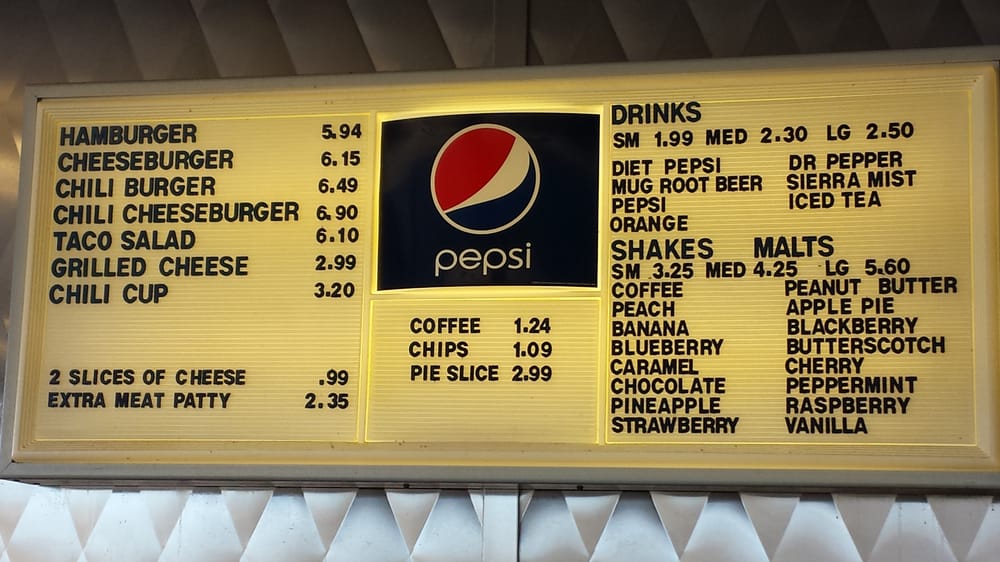 HAMBURGER 5.94
CHEESEBURGER 6.15
CHILI BURGER 6.49
CHILI CHEESEBURGER 6.90
TACO SALAD 6.10
GRILLED CHEESE 2.99
CHILI CUP 3.20
2 SLICES OF CHEESE .99
EXTRA MEAT PATTY 2.35
pepsi
COFFEE 1.24
CHIPS 1.09
PIE SLICE 2.99
DRINKS
SM 1.99 MED 2.30 LG 2.50
DIET PEPSI DR PEPPER
MUG ROOT BEER SIERRA MIST
PEPSI ICED TEA
ORANGE
SHAKES MALTS
SM 3.25 MED 4.25 LG 5.60
COFFEE PEANUT BUTTER
PEACH APPLE PIE
BANANA BLACKBERRY
BLUEBERRY BUTTERSCOTCH
CARAMEL CHERRY
CHOCOLATE PEPPERMINT
PINEAPPLE RASPBERRY
STRAWBERRY VANILLA